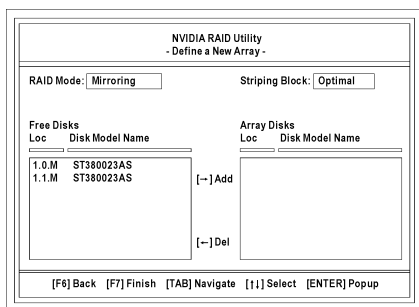 NVIDIA RAID Utility
- Define a New Array -
RAID Mode: Mirroring Striping Block: Optimal
Free Disks Array Disks
Loc Disk Model Name Loc Disk Model Name
1.0.M ST380023AS
1.1.M ST380023AS
[→] Add
[←] Del
[F6] Back [F7] Finish [TAB] Navigate [↑↓] Select [ENTER] Popup